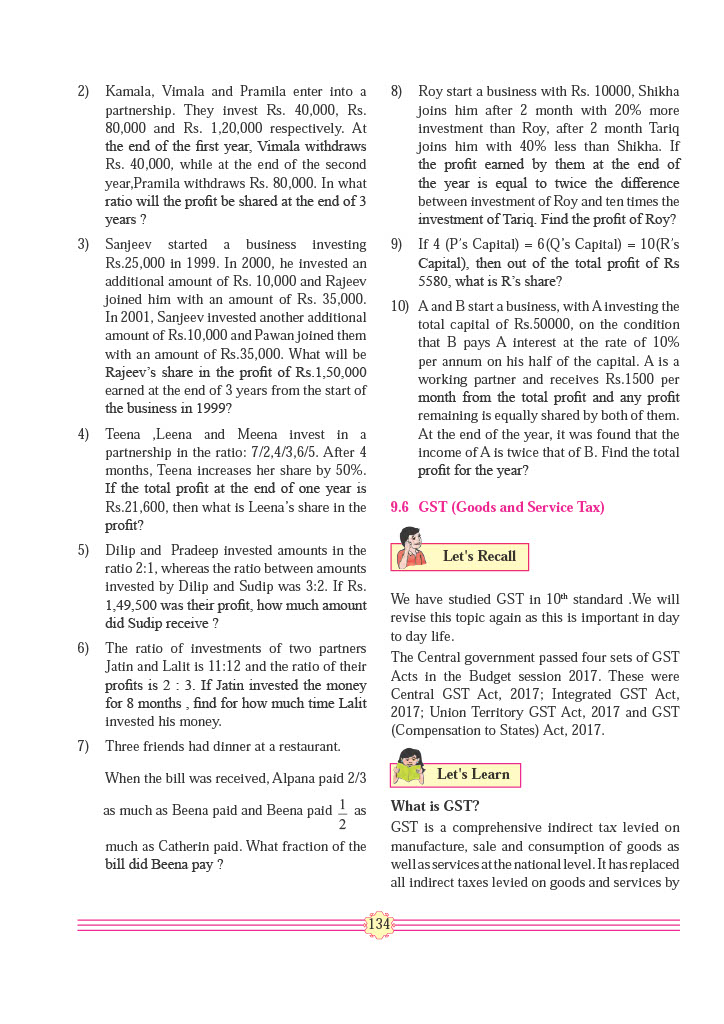 2) Kamala, Vimala and Pramila enter into a
partnership. They invest Rs. 40,000, Rs.
80,000 and Rs. 1,20,000 respectively. At
the end of the first year, Vimala withdraws
Rs. 40,000, while at the end of the second
year,Pramila withdraws Rs. 80,000. In what
ratio will the profit be shared at the end of 3
years ?
3) Sanjeev started a business investing
Rs.25,000 in 1999. In 2000, he invested an
additional amount of Rs. 10,000 and Rajeev
joined him with an amount of Rs. 35,000.
In 2001, Sanjeev invested another additional
amount of Rs.10,000 and Pawan joined them
with an amount of Rs.35,000. What will be
Rajeev's share in the profit of Rs.1,50,000
earned at the end of 3 years from the start of
the business in 1999?
4) Teena ,Leena and Meena invest in a
partnership in the ratio: 7/2,4/3,6/5. After 4
months, Teena increases her share by 50%.
If the total profit at the end of one year is
Rs.21,600, then what is Leena's share in the
profit?
5) Dilip and Pradeep invested amounts in the
ratio 2:1, whereas the ratio between amounts
invested by Dilip and Sudip was 3:2. If Rs.
1,49,500 was their profit, how much amount
did Sudip receive ?
6) The ratio of investments of two partners
Jatin and Lalit is 11:12 and the ratio of their
profits is 2 : 3. If Jatin invested the money
for 8 months , find for how much time Lalit
invested his money.
7) Three friends had dinner at a restaurant.
When the bill was received, Alpana paid 2/3
as much as Beena paid and Beena paid 1/2 as
much as Catherin paid. What fraction of the
bill did Beena pay ?
8) Roy start a business with Rs. 10000, Shikha
joins him after 2 month with 20% more
investment than Roy, after 2 month Tariq
joins him with 40% less than Shikha. If
the profit earned by them at the end of
the year is equal to twice the difference
between investment of Roy and ten times the
investment of Tariq. Find the profit of Roy?
9) If 4 (P's Capital) = 6(Q's Capital) = 10(R's
Capital), then out of the total profit of Rs
5580, what is R's share?
10) A and B start a business, with A investing the
total capital of Rs.50000, on the condition
that B pays A interest at the rate of 10%
per annum on his half of the capital. A is a
working partner and receives Rs.1500 per
month from the total profit and any profit
remaining is equally shared by both of them.
At the end of the year, it was found that the
income of A is twice that of B. Find the total
profit for the year?
9.6 GST (Goods and Service Tax)
Let's Recall
We have studied GST in 10th standard .We will
revise this topic again as this is important in day
to day life.
The Central government passed four sets of GST
Acts in the Budget session 2017. These were
Central GST Act, 2017; Integrated GST Act,
2017; Union Territory GST Act, 2017 and GST
(Compensation to States) Act, 2017.
Let's Learn
What is GST?
GST is a comprehensive indirect tax levied on
manufacture, sale and consumption of goods as
well as services at the national level. It has replaced
all indirect taxes levied on goods and services by
134